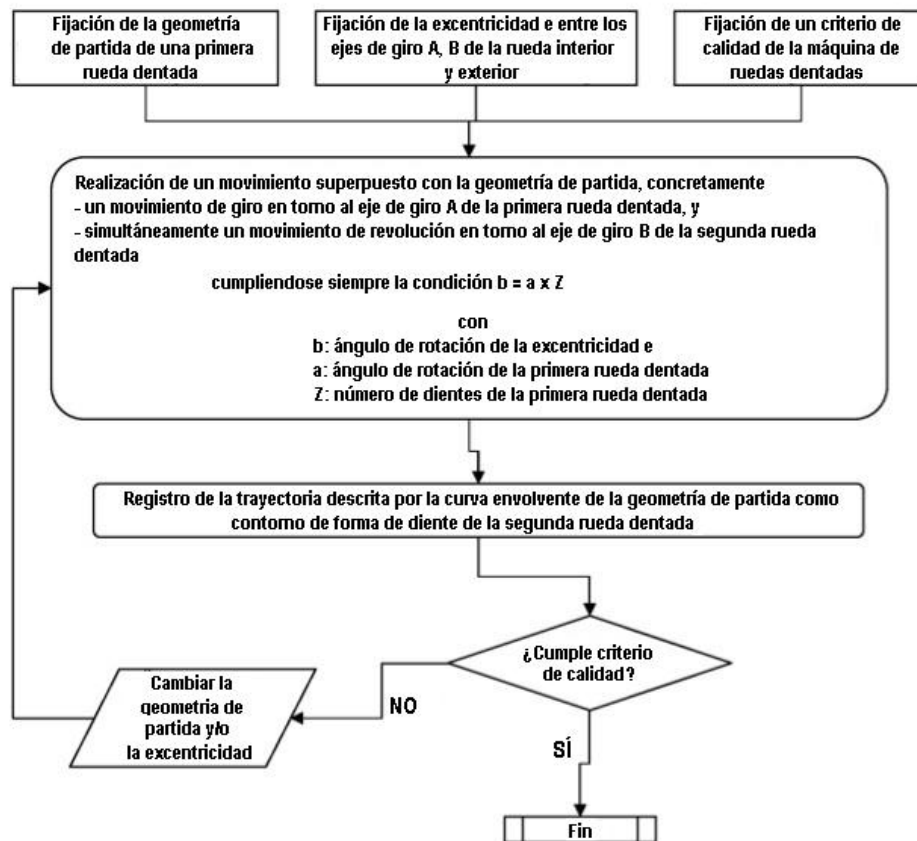 Fijación de la geometría
de partida de una primera
rueda dentada
Fijación de la excentricidad e entre los
ejes de giro A, B de la rueda interior
y exterior
Fijación de un criterio de
calidad de la máquina de
ruedas dentadas
Realización de un movimiento superpuesto con la geometría de partida, concretamente
- un movimiento de giro en torno al eje de giro A de la primera rueda dentada, y
- simultáneamente un movimiento de revolución en torno al eje de giro B de la segunda rueda
dentada
cumpliendose siempre la condición b = a x Z
con
b: ángulo de rotación de la excentricidad e
a: ángulo de rotación de la primera rueda dentada
Z: número de dientes de la primera rueda dentada
Registro de la trayectoria descrita por la curva envolvente de la geometría de partida como
contorno de forma de diente de la segunda rueda dentada
¿Cumple criterio
de calidad?
Cambiar la
geometria de
partida y/o
la excentricidad
NO
SÍ
Fin